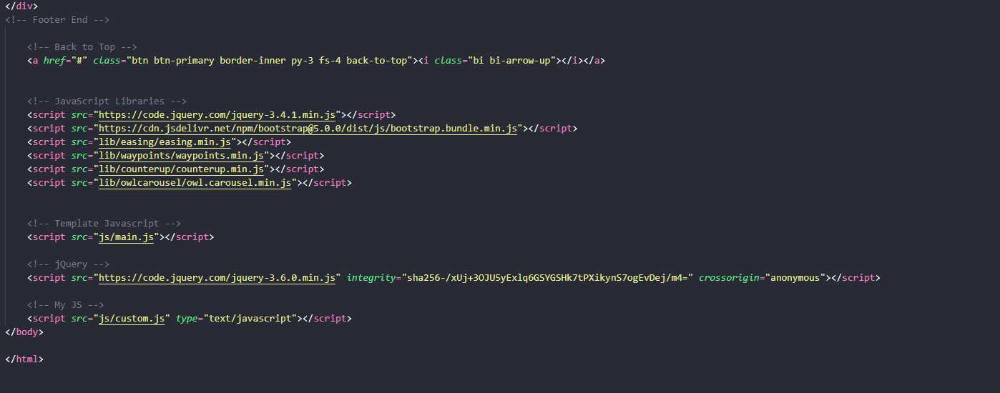 </div>
<!-- Footer End -->
<!-- Back to Top -->
<a href="#" class="btn btn-primary border-inner py-3 fs-4 back-to-top"><i class="bi bi-arrow-up"></i></a>
<!-- JavaScript Libraries -->
<script src="https://code.jquery.com/jquery-3.4.1.min.js"></script>
<script src="https://cdn.jsdelivr.net/npm/bootstrap@5.0.0/dist/js/bootstrap.bundle.min.js"></script>
<script src="lib/easing/easing.min.js"></script>
<script src="lib/waypoints/waypoints.min.js"></script>
<script src="lib/counterup/counterup.min.js"></script>
<script src="lib/owlcarousel/owl.carousel.min.js"></script>
<!-- Template Javascript -->
<script src="js/main.js"></script>
<!-- jQuery -->
<script src="https://code.jquery.com/jquery-3.6.0.min.js" integrity="sha256-/xUj+3OJU5yExlq6GSYGSHk7tPXikynS7ogEvDej/m4=" crossorigin="anonymous"></script>
<!-- My JS -->
<script src="js/custom.js" type="text/javascript"></script>
</body>
</html>